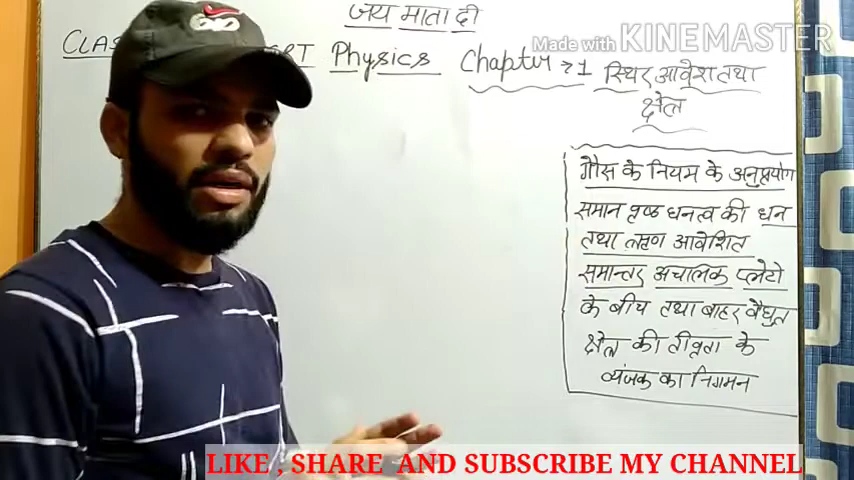 जय माता दी
Made with KINEMASTER
CLASS Physics Chapter → 1 स्थिर आवेश तथा
क्षेत्र
गौस के नियम के अनुप्रयोग
समान पृष्ठ घनत्व की धन
तथा ऋण आवेशित
समान्तर अचालक प्लेटो
के बीच तथा बाहर वैधुत
क्षेत्र की तीव्रता के
व्यंजक का निगमन
LIKE , SHARE AND SUBSCRIBE MY CHANNEL